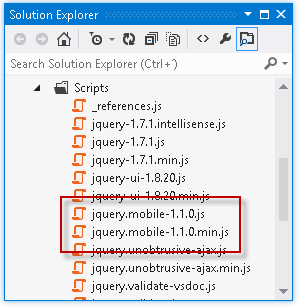 Solution Explorer
Search Solution Explorer (Ctrl+´)
Scripts
_references.js
jquery-1.7.1.intellisense.js
jquery-1.7.1.js
jquery-1.7.1.min.js
jquery-ui-1.8.20.js
jquery-ui-1.8.20.min.js
jquery.mobile-1.1.0.js
jquery.mobile-1.1.0.min.js
jquery.unobtrusive-ajax.js
jquery.unobtrusive-ajax.min.js
jquery.validate-vsdoc.js